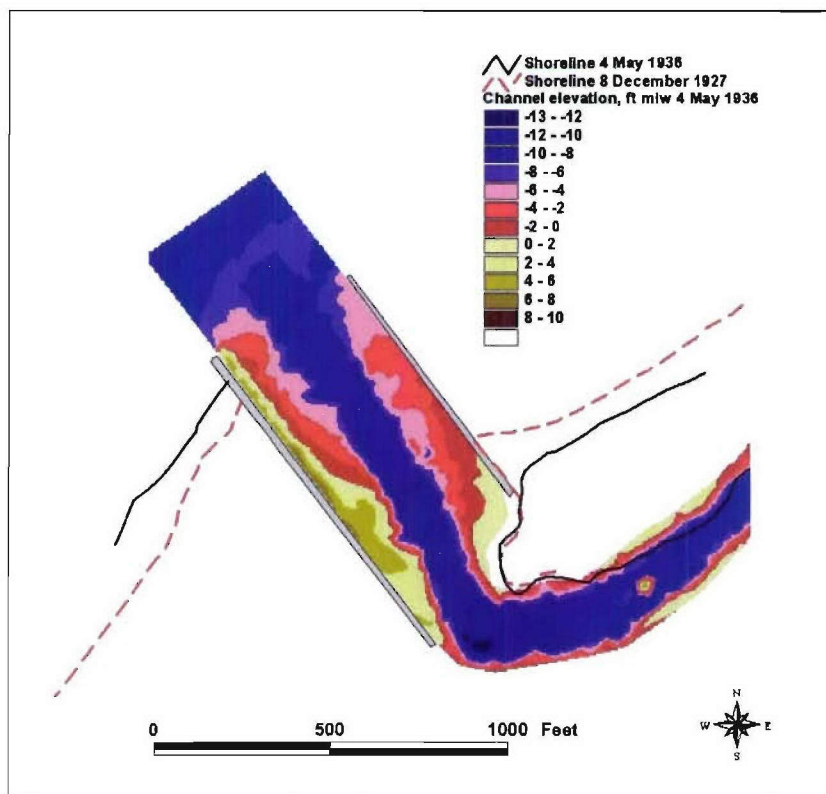 Shoreline 4 May 1936
Shoreline 8 December 1927
Channel elevation, ft mlw 4 May 1936
-13 - -12
-12 - -10
-10 - -8
-8 - -6
-6 - -4
-4 - -2
-2 - 0
0 - 2
2 - 4
4 - 6
6 - 8
8 - 10
0 500 1000 Feet
N
W E
S